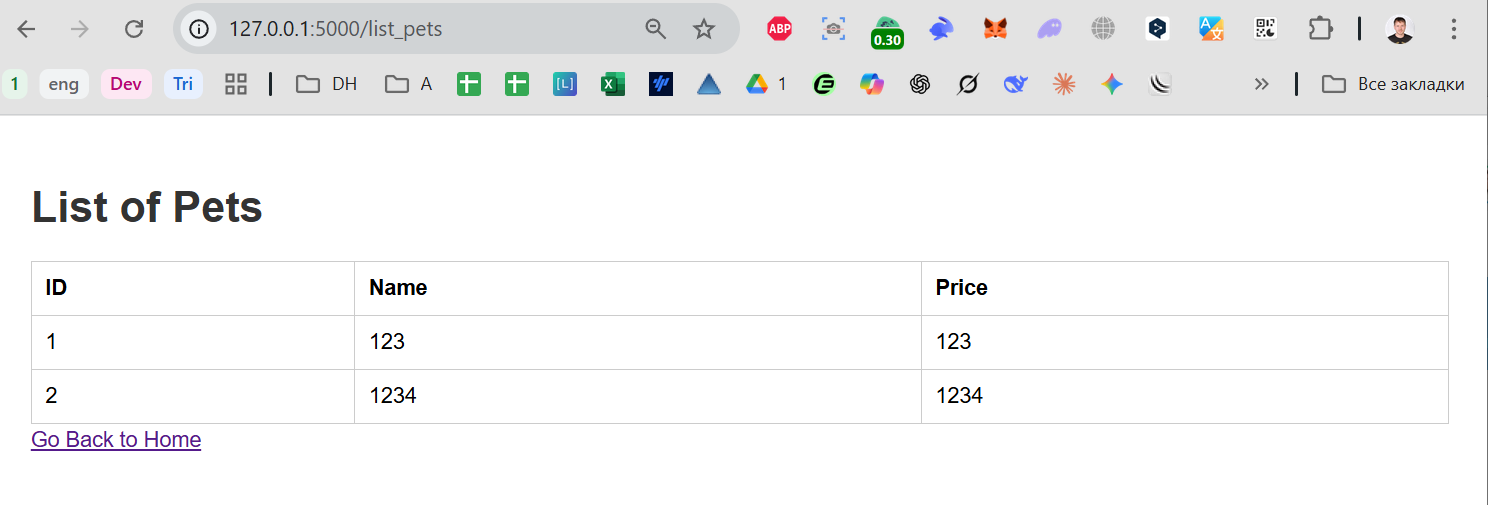 127.0.0.1:5000/list_pets
ABP
0.30
1 eng Dev Tri DH A [L] 1 Все закладки
List of Pets
ID Name Price
1 123 123
2 1234 1234
Go Back to Home